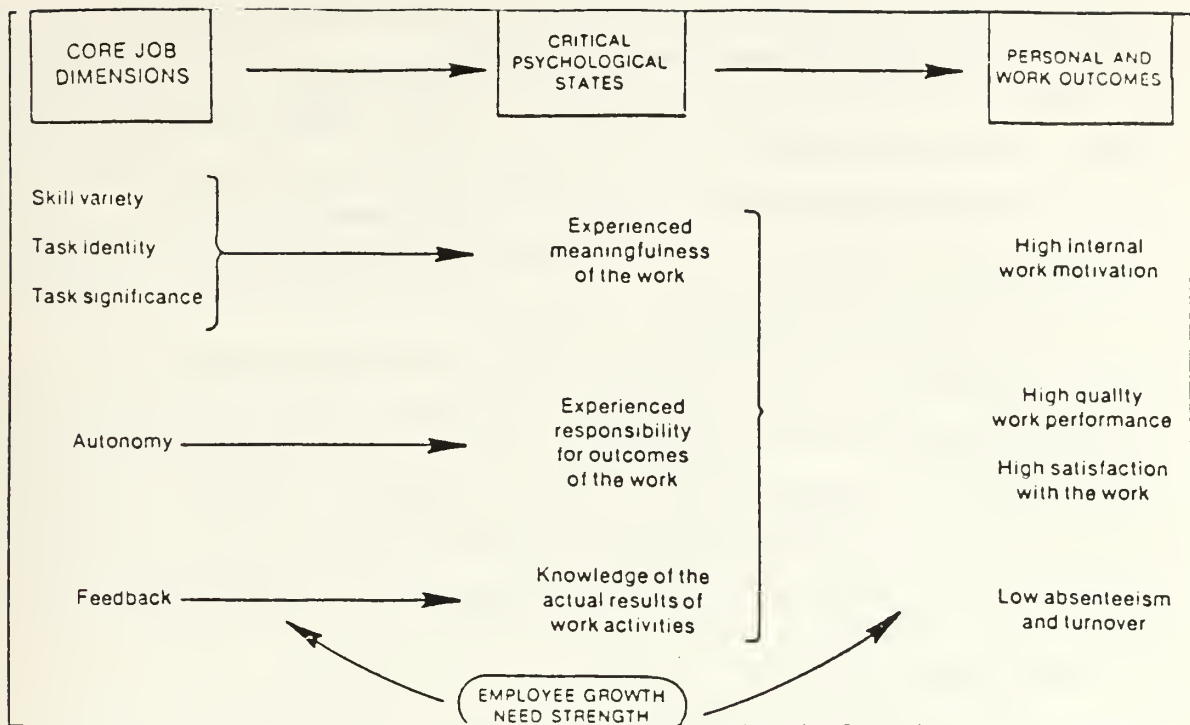 CORE JOB
DIMENSIONS
CRITICAL
PSYCHOLOGICAL
STATES
PERSONAL AND
WORK OUTCOMES
Skill variety
Task identity
Task significance
Experienced
meaningfulness
of the work
High internal
work motivation
Autonomy
Experienced
responsibility
for outcomes
of the work
High quality
work performance
High satisfaction
with the work
Feedback
Knowledge of the
actual results of
work activities
Low absenteeism
and turnover
EMPLOYEE GROWTH
NEED STRENGTH